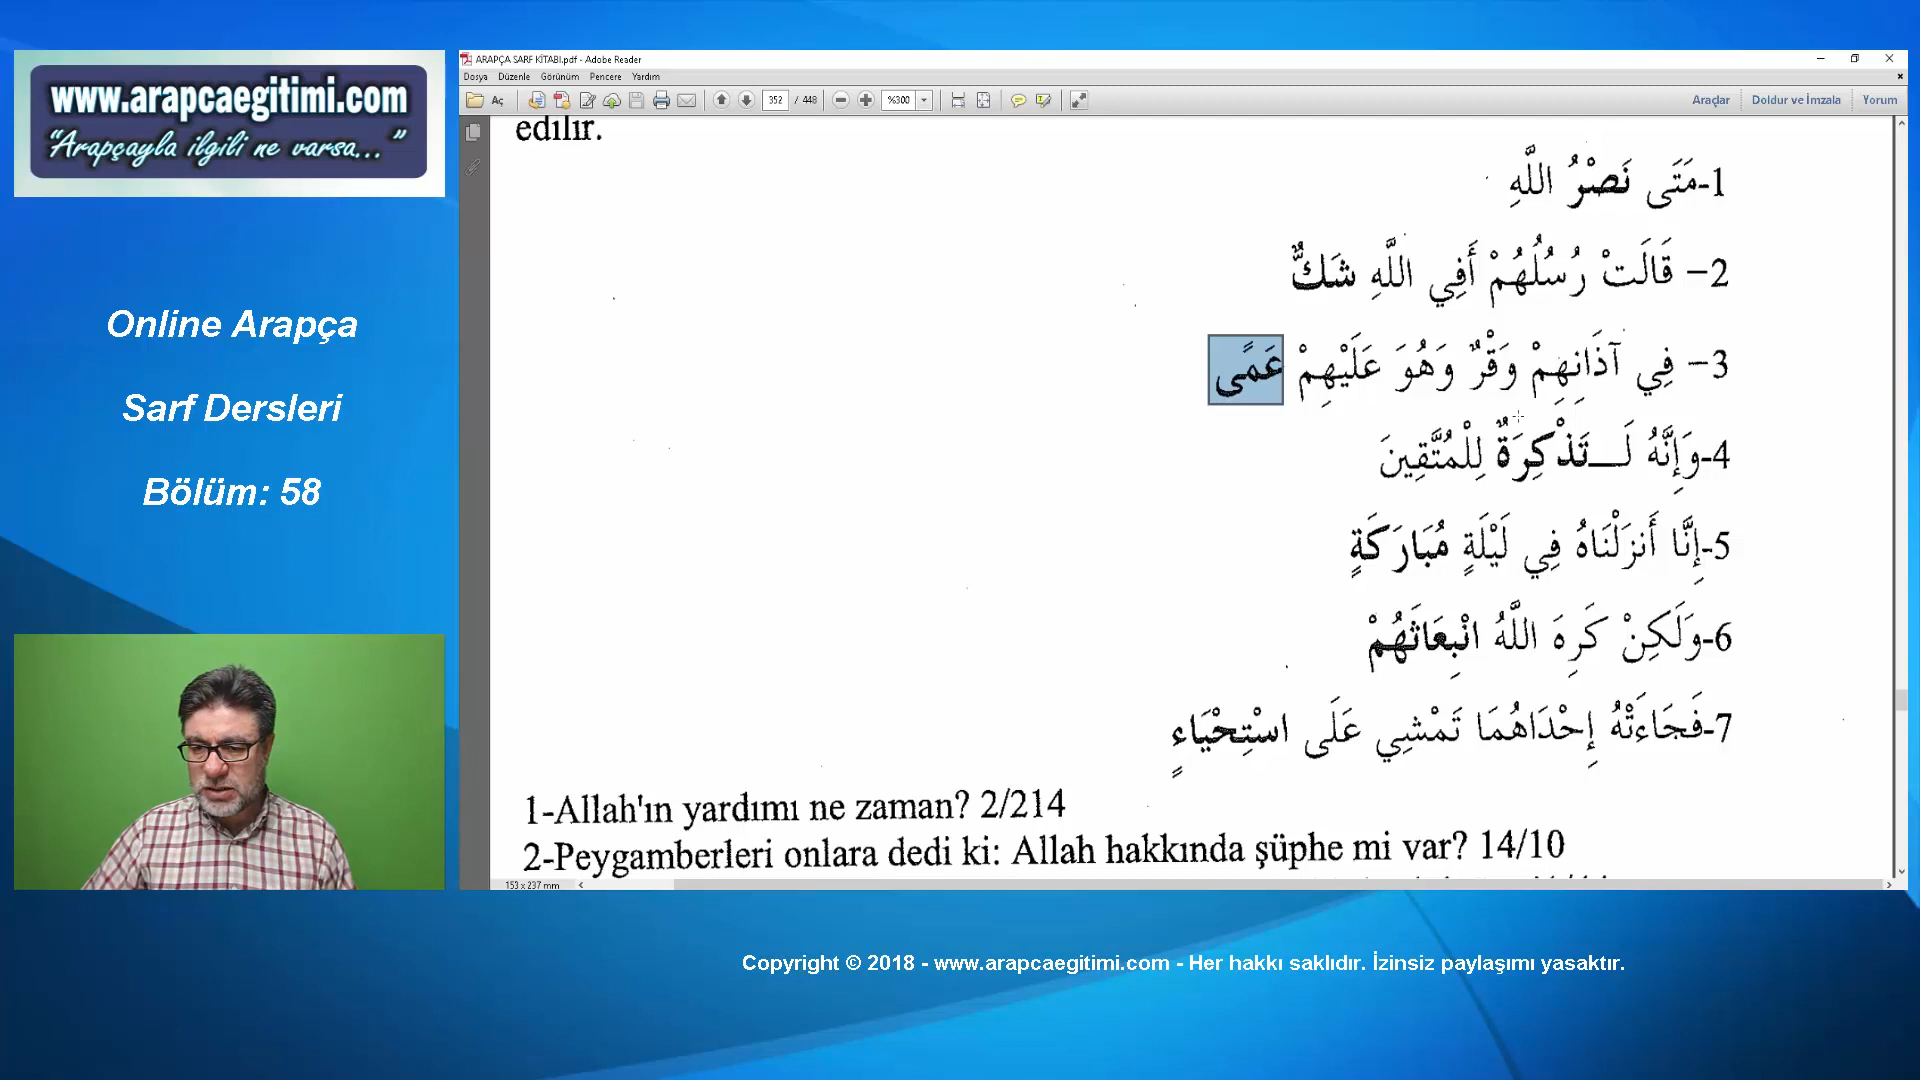 www.arapcaegitimi.com
“Arapçayla ilgili ne varsa...”
Online Arapça
Sarf Dersleri
Bölüm: 58
ARAPÇA SARF KİTABI.pdf - Adobe Reader
Dosya Düzenle Görünüm Pencere Yardım
Aç 352 / 448 %300 Araçlar Doldur ve İmzala Yorum
edilir.
1-مَتَى نَصْرُ اللَّهِ
2– قَالَتْ رُسُلُهُمْ أَفِي اللَّهِ شَكٌّ
3– فِي آذَانِهِمْ وَقْرٌ وَهُوَ عَلَيْهِمْ عَمًى
4-وَإِنَّهُ لَـــتَذْكِرَةٌ لِلْمُتَّقِينَ
5-إِنَّا أَنزَلْنَاهُ فِي لَيْلَةٍ مُبَارَكَةٍ
6-وَلَكِنْ كَرِهَ اللَّهُ انْبِعَاثَهُمْ
7-فَجَاءَتْهُ إِحْدَاهُمَا تَمْشِي عَلَى اسْتِحْيَاءٍ
1-Allah'ın yardımı ne zaman? 2/214
2-Peygamberleri onlara dedi ki: Allah hakkında şüphe mi var? 14/10
153 x 237 mm
Copyright © 2018 - www.arapcaegitimi.com - Her hakkı saklıdır. İzinsiz paylaşımı yasaktır.